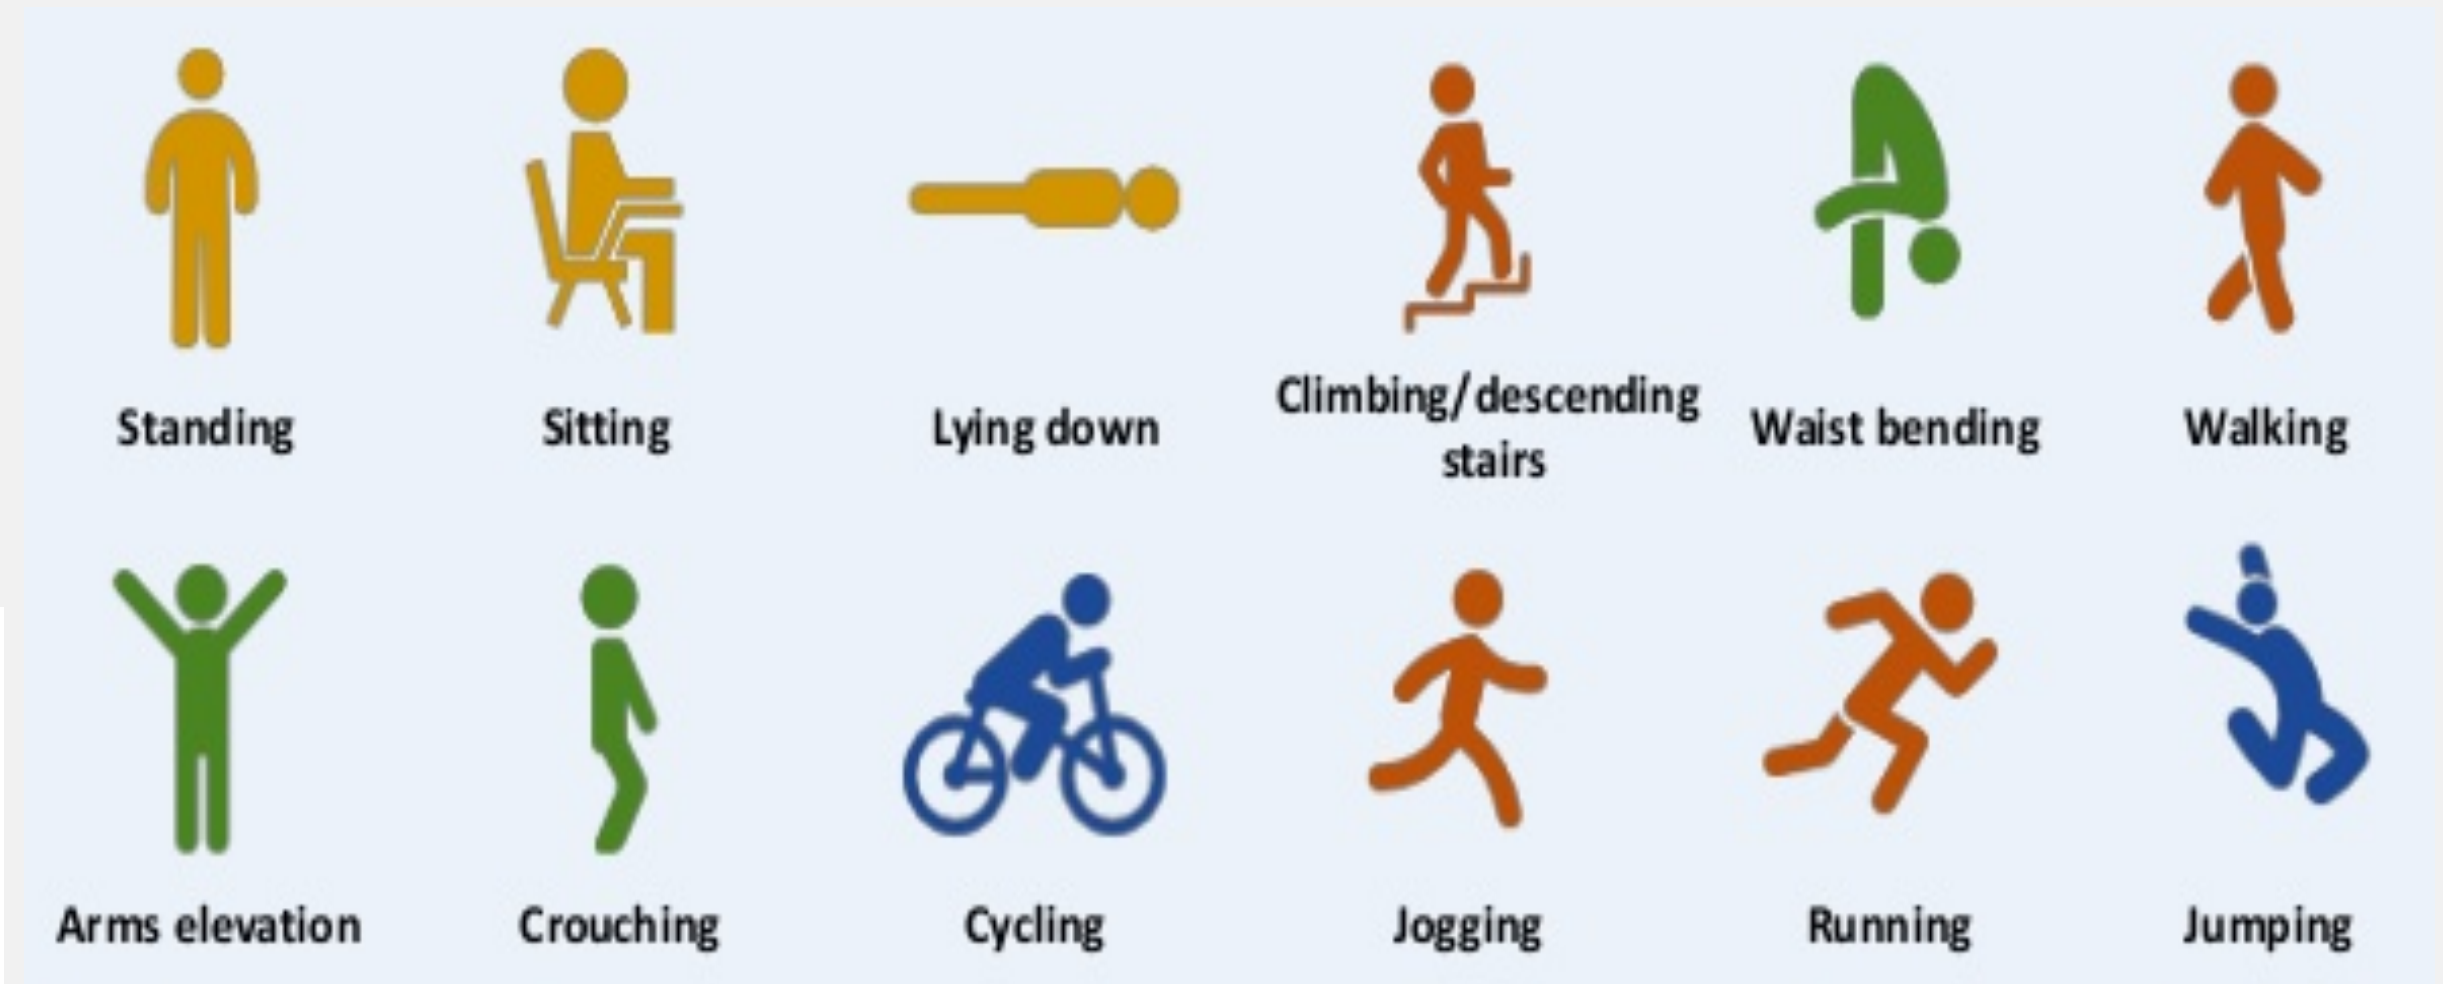 Standing
Sitting
Lying down
Climbing/descending
stairs
Waist bending
Walking
Arms elevation
Crouching
Cycling
Jogging
Running
Jumping